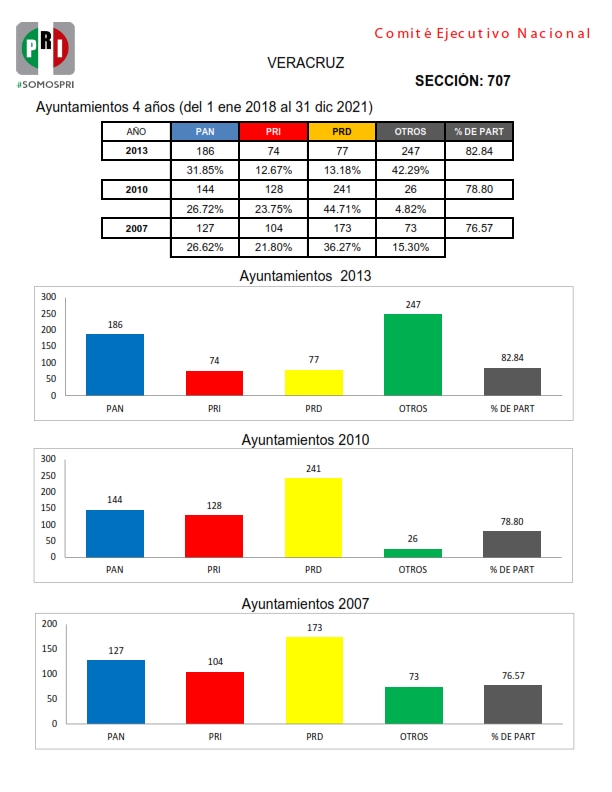 PRI
#SOMOSPRI
Comité Ejecutivo Nacional
VERACRUZ
SECCIÓN: 707
Ayuntamientos 4 años (del 1 ene 2018 al 31 dic 2021)
AÑO PAN PRI PRD OTROS % DE PART
2013 186 74 77 247 82.84
31.85% 12.67% 13.18% 42.29%
2010 144 128 241 26 78.80
26.72% 23.75% 44.71% 4.82%
2007 127 104 173 73 76.57
26.62% 21.80% 36.27% 15.30%
Ayuntamientos 2013
300
250
200
150
100
50
0
186 74 77 247 82.84
PAN PRI PRD OTROS % DE PART
Ayuntamientos 2010
300
250
200
150
100
50
0
144 128 241 26 78.80
PAN PRI PRD OTROS % DE PART
Ayuntamientos 2007
200
150
100
50
0
127 104 173 73 76.57
PAN PRI PRD OTROS % DE PART